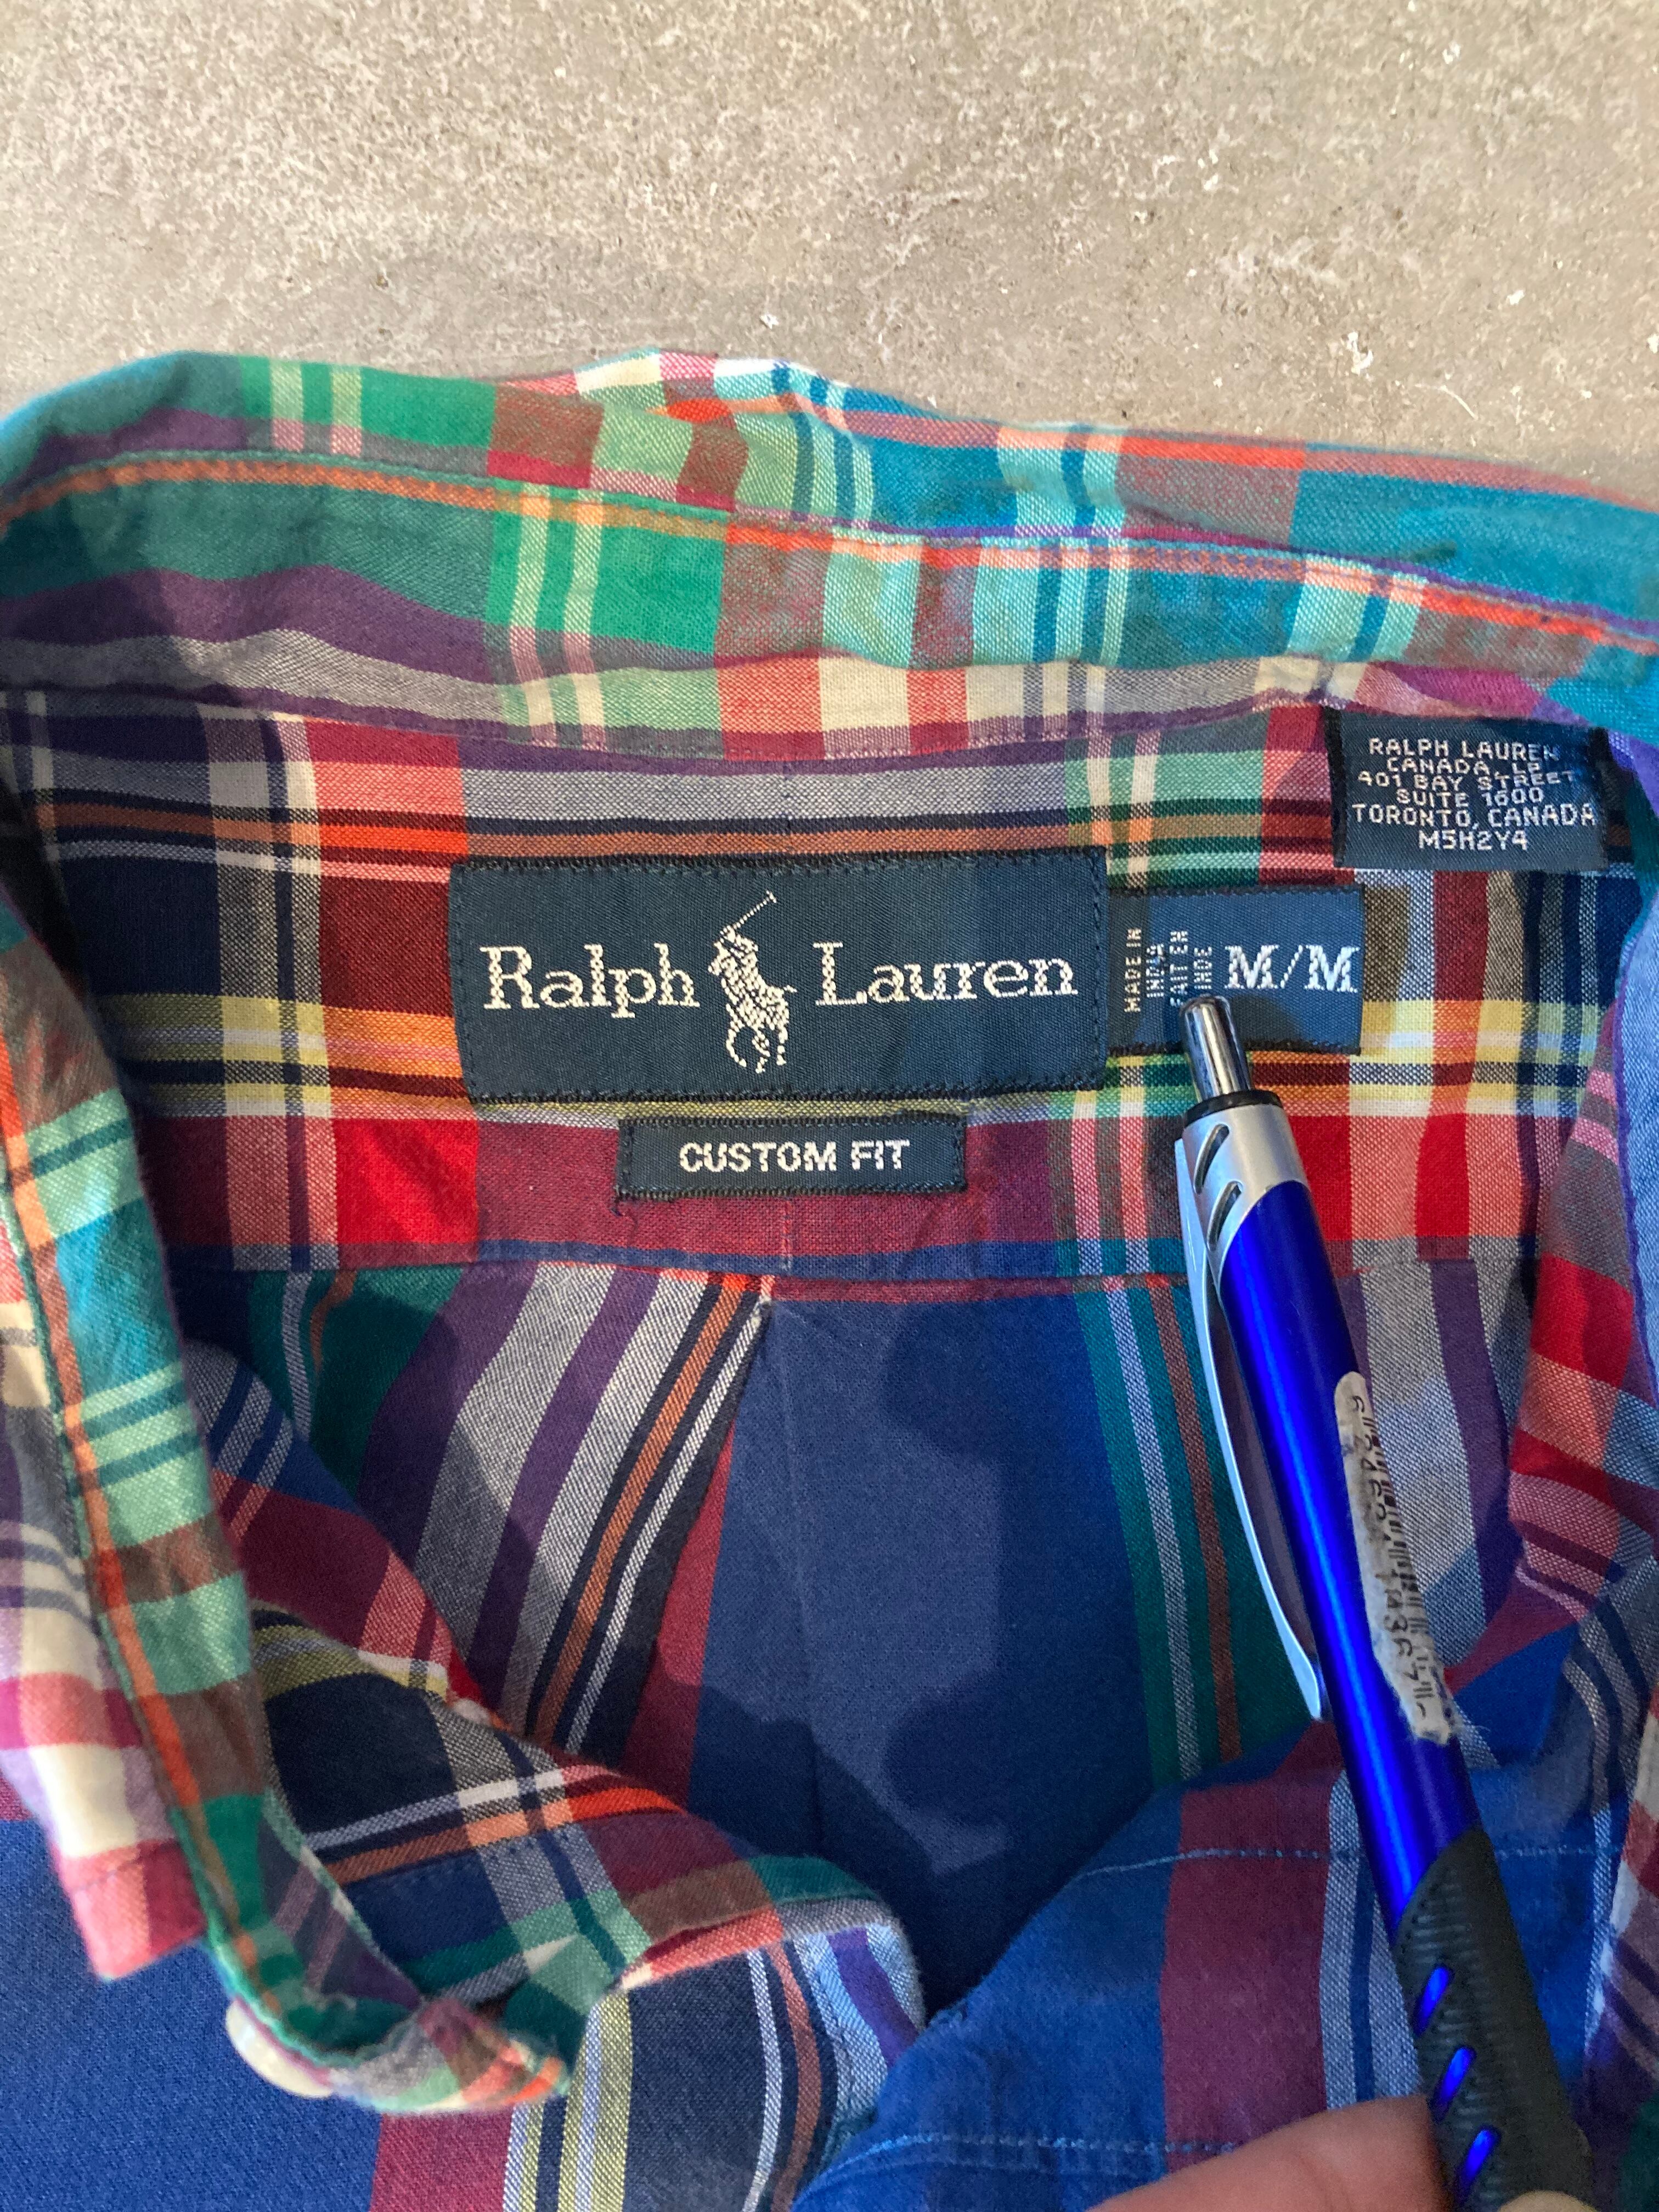 RALPH LAUREN
CANADA, LP
401 BAY STREET
SUITE 1600
TORONTO, CANADA
M5H2Y4
Ralph Lauren
MADE IN
INDIA
FAIT EN
INDE
M/M
CUSTOM FIT